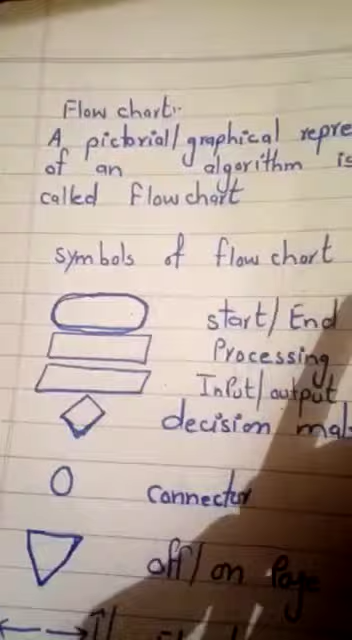 Flow chart:-
A pictorial/graphical repre
of an algorithm is
called flow chart
symbols of flow chart
start/End
Processing
Input/output
decision mak
connector
off/on Page